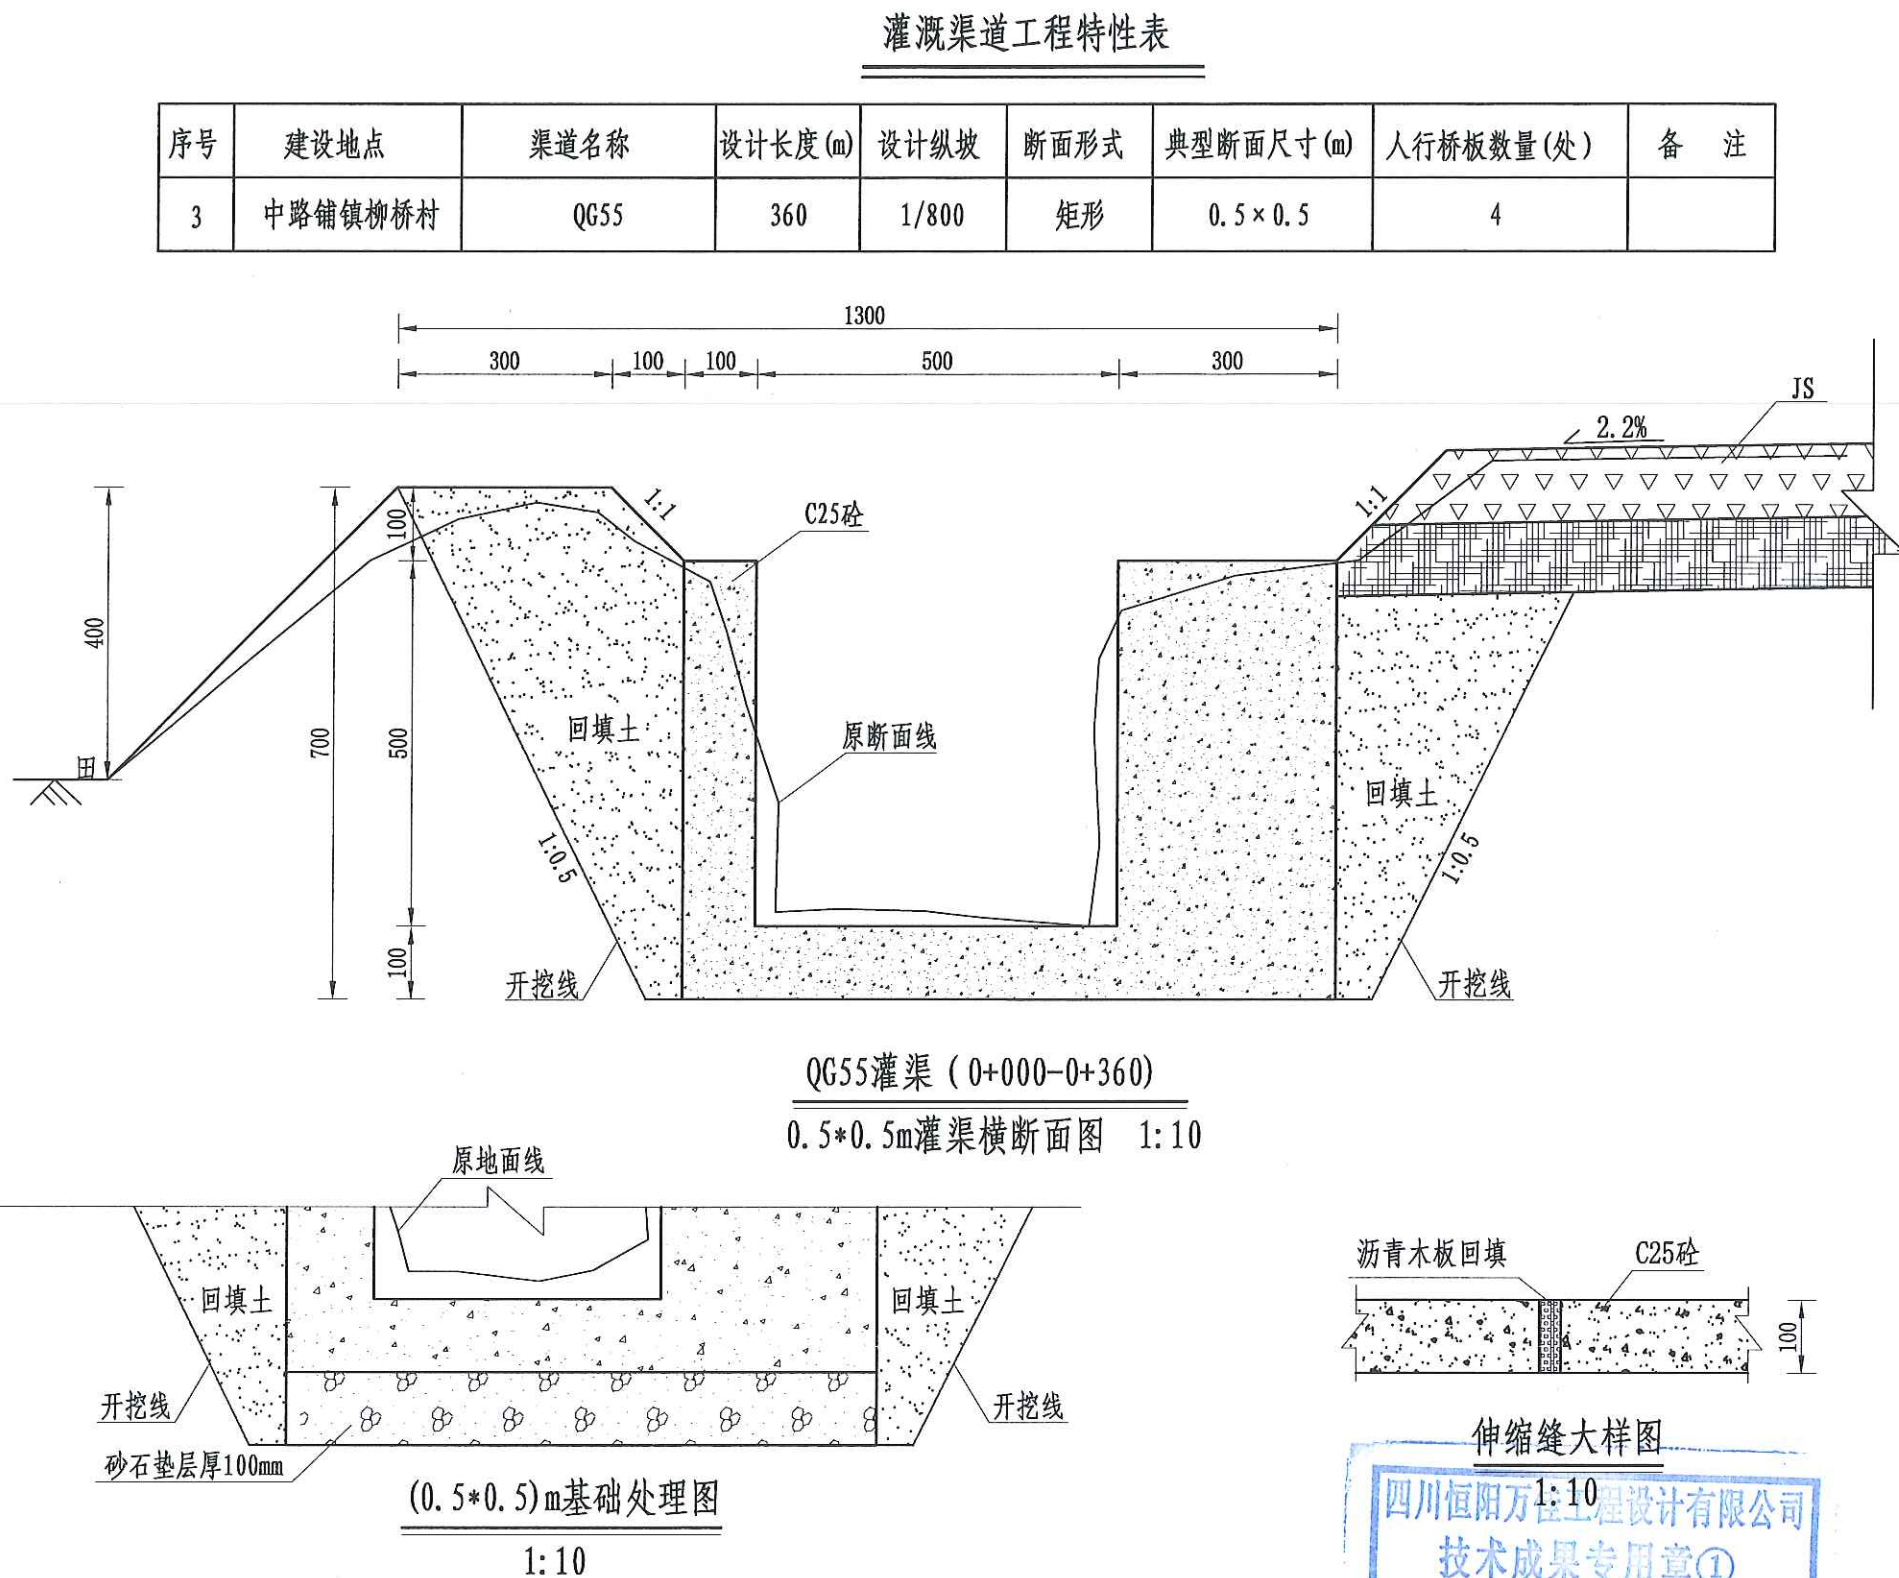 灌溉渠道工程特性表
序号 建设地点 渠道名称 设计长度(m) 设计纵坡 断面形式 典型断面尺寸(m) 人行桥板数量(处) 备 注
3 中路铺镇柳桥村 QG55 360 1/800 矩形 0.5×0.5 4
1300
300 100 100 500 300
JS
2.2%
1:1
1:1
C25砼
100
400
700
500
100
田
回填土
原断面线
回填土
1:0.5
1:0.5
开挖线
开挖线
QG55灌渠(0+000-0+360)
0.5*0.5m灌渠横断面图 1:10
原地面线
回填土
回填土
开挖线
开挖线
砂石垫层厚100mm
(0.5*0.5)m基础处理图
1:10
沥青木板回填
C25砼
100
伸缩缝大样图
1:10
四川恒阳万佳工程设计有限公司
技术成果专用章①